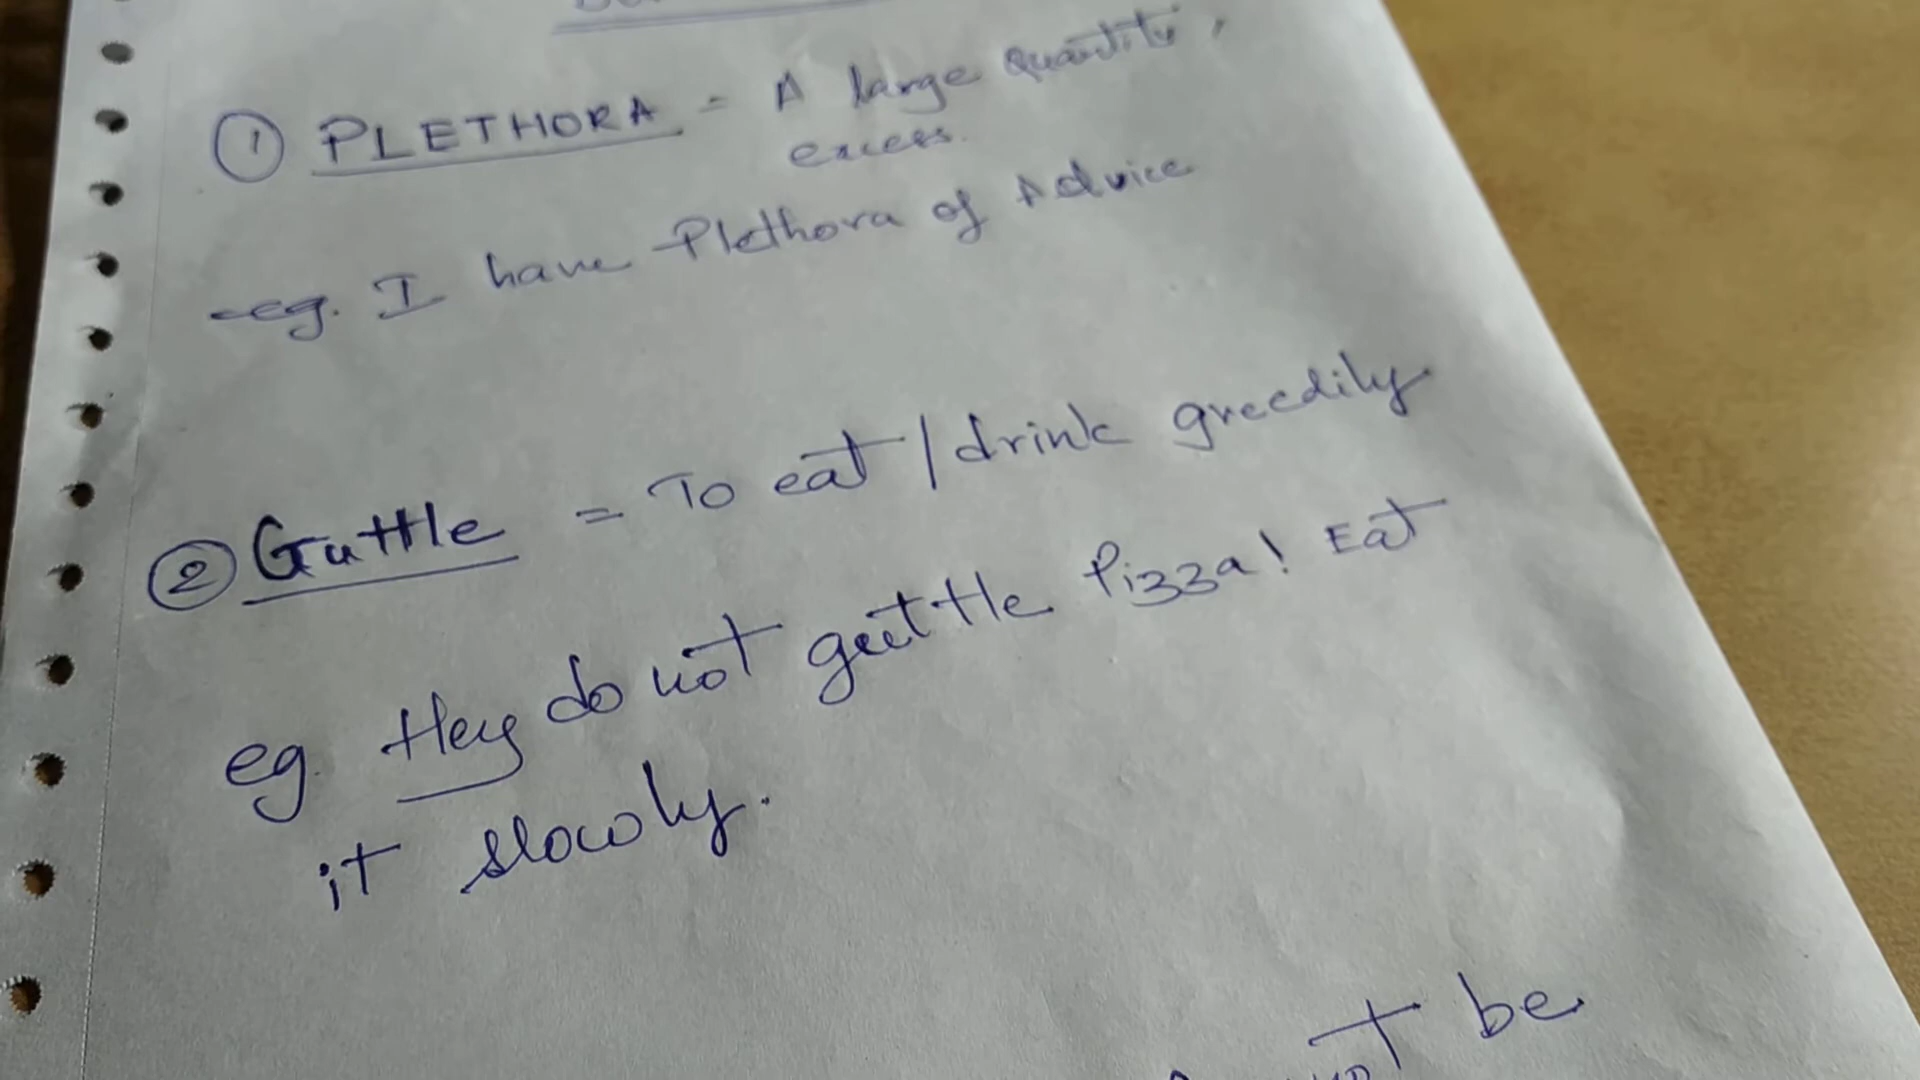 ① PLETHORA - A large Quantity,
excess.
eg. I have Plethora of Advice
② Guttle = To eat / drink greedily
eg. Hey do not guttle Pizza! Eat
it slowly.
not be